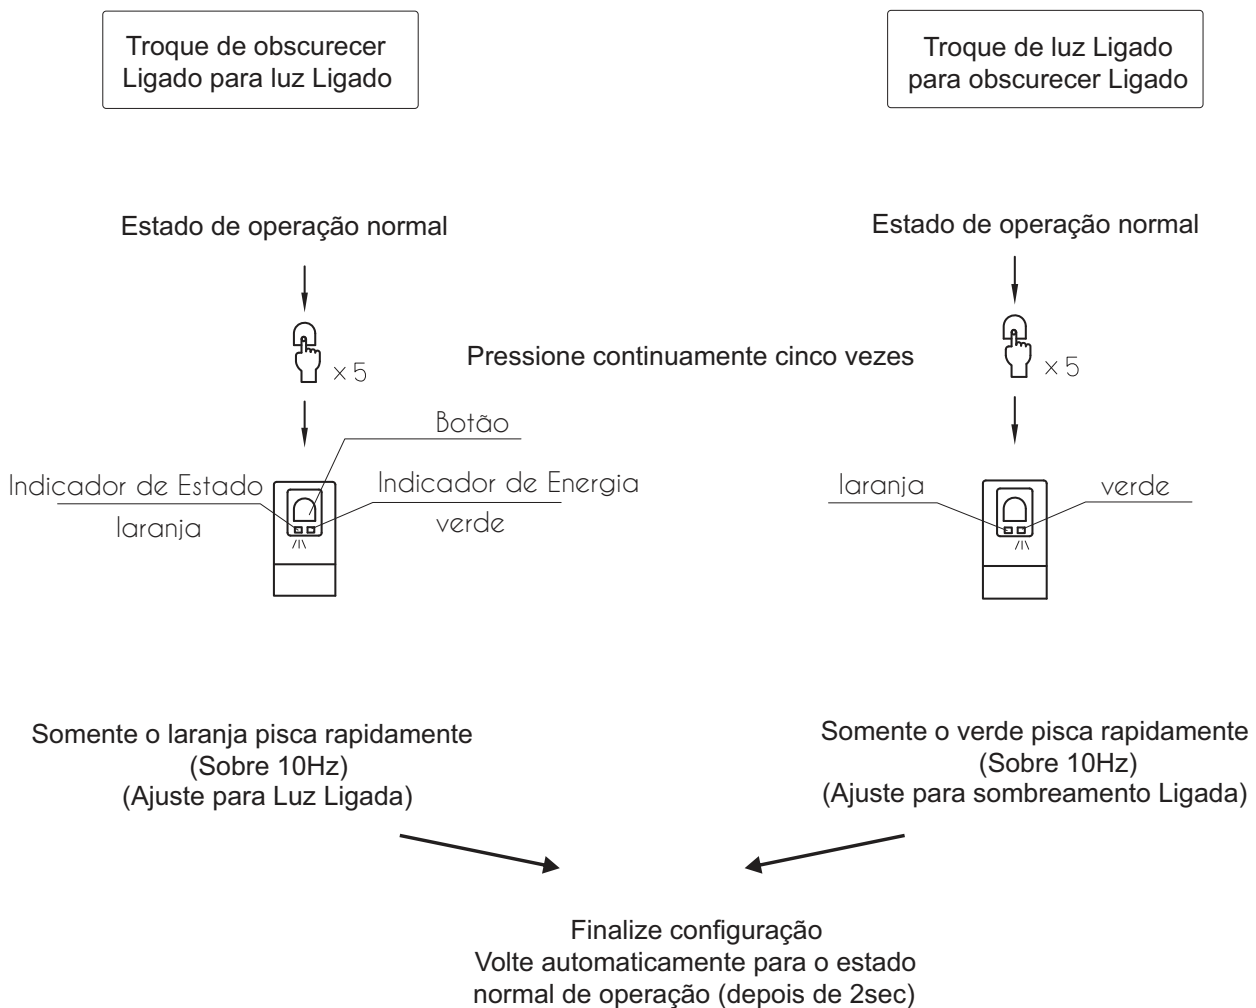 Troque de obscurecer
Ligado para luz Ligado
Troque de luz Ligado
para obscurecer Ligado
Estado de operação normal
Estado de operação normal
x 5
Pressione continuamente cinco vezes
x 5
Botão
Indicador de Estado
laranja
Indicador de Energia
verde
laranja
verde
Somente o laranja pisca rapidamente
(Sobre 10Hz)
(Ajuste para Luz Ligada)
Somente o verde pisca rapidamente
(Sobre 10Hz)
(Ajuste para sombreamento Ligada)
Finalize configuração
Volte automaticamente para o estado
normal de operação (depois de 2sec)